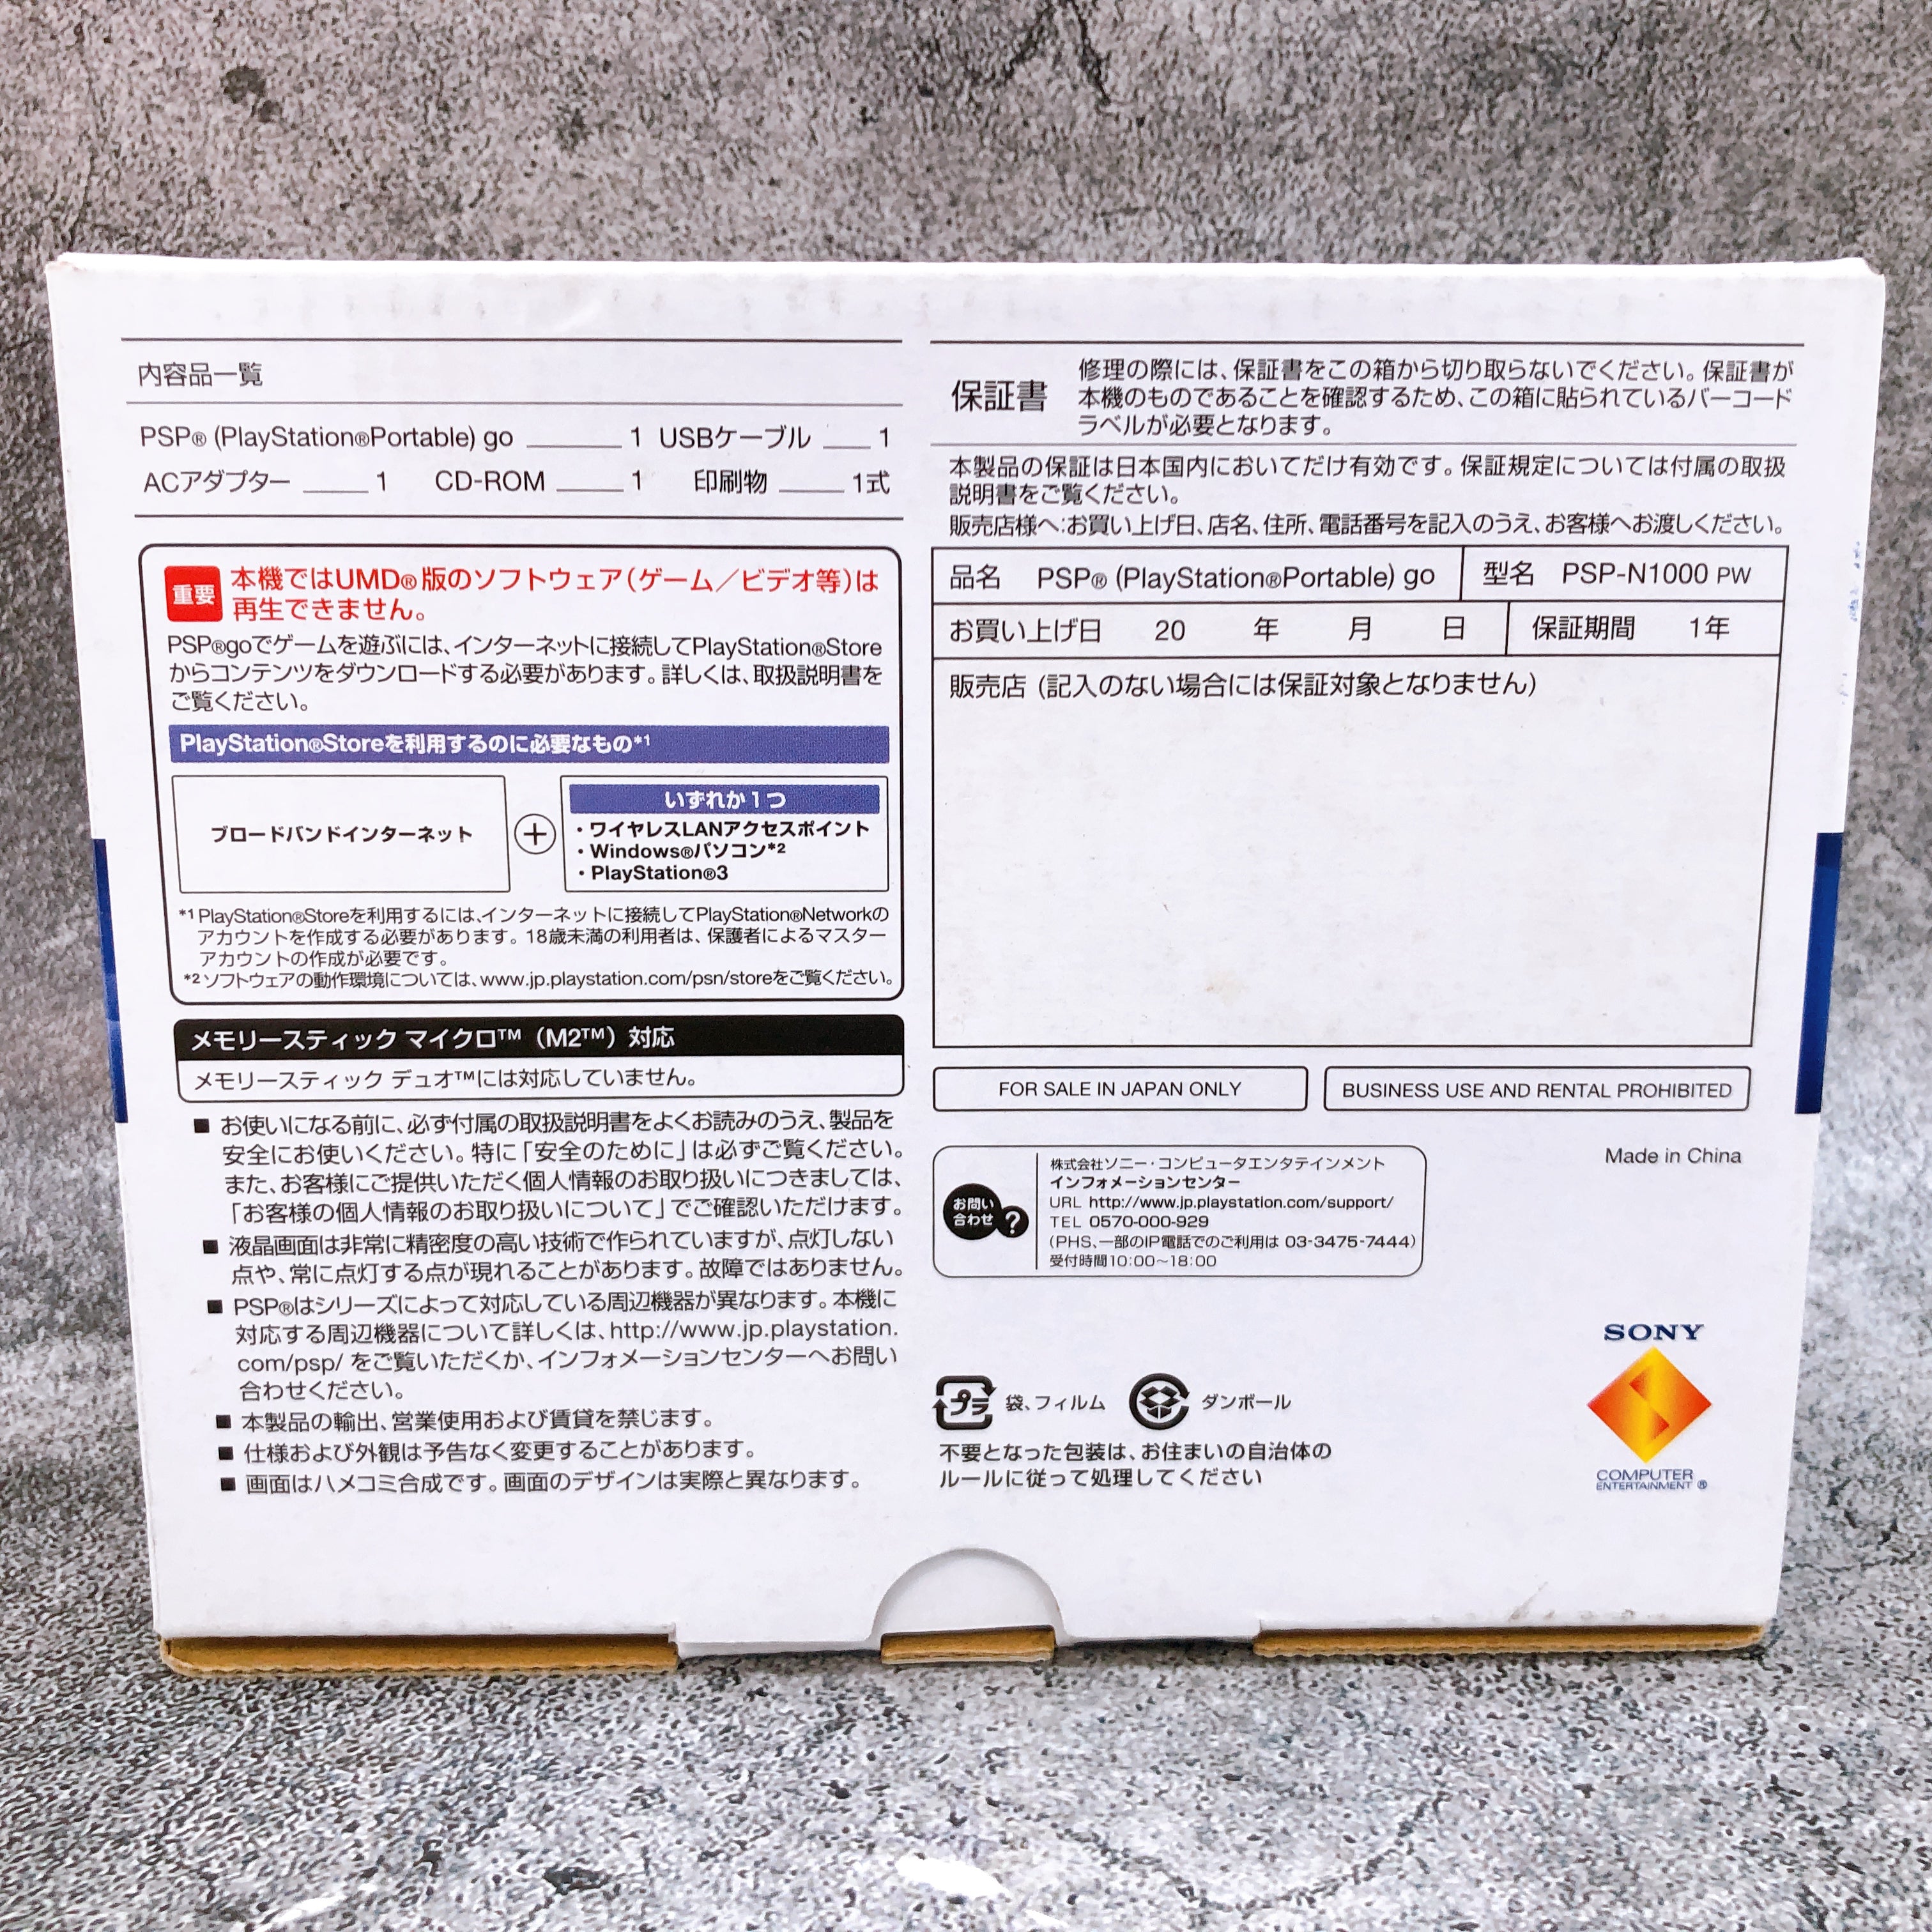 内容品一覧
PSP® (PlayStation®Portable) go 1 USBケーブル 1
ACアダプター 1 CD-ROM 1 印刷物 1式
重要
本機ではUMD®版のソフトウェア(ゲーム／ビデオ等)は
再生できません。
PSP®goでゲームを遊ぶには、インターネットに接続してPlayStation®Store
からコンテンツをダウンロードする必要があります。詳しくは、取扱説明書を
ご覧ください。
PlayStation®Storeを利用するのに必要なもの*1
ブロードバンドインターネット
+
いずれか1つ
・ワイヤレスLANアクセスポイント
・Windows®パソコン*2
・PlayStation®3
*1 PlayStation®Storeを利用するには、インターネットに接続してPlayStation®Networkの
アカウントを作成する必要があります。18歳未満の利用者は、保護者によるマスター
アカウントの作成が必要です。
*2 ソフトウェアの動作環境については、www.jp.playstation.com/psn/storeをご覧ください。
メモリースティック マイクロ™（M2™）対応
メモリースティック デュオ™には対応していません。
■ お使いになる前に、必ず付属の取扱説明書をよくお読みのうえ、製品を
安全にお使いください。特に「安全のために」は必ずご覧ください。
また、お客様にご提供いただく個人情報のお取り扱いにつきましては、
「お客様の個人情報のお取り扱いについて」でご確認いただけます。
■ 液晶画面は非常に精密度の高い技術で作られていますが、点灯しない
点や、常に点灯する点が現れることがあります。故障ではありません。
■ PSP®はシリーズによって対応している周辺機器が異なります。本機に
対応する周辺機器について詳しくは、http://www.jp.playstation.
com/psp/ をご覧いただくか、インフォメーションセンターへお問い
合わせください。
■ 本製品の輸出、営業使用および賃貸を禁じます。
■ 仕様および外観は予告なく変更することがあります。
■ 画面はハメコミ合成です。画面のデザインは実際と異なります。
保証書
修理の際には、保証書をこの箱から切り取らないでください。保証書が
本機のものであることを確認するため、この箱に貼られているバーコード
ラベルが必要となります。
本製品の保証は日本国内においてだけ有効です。保証規定については付属の取扱
説明書をご覧ください。
販売店様へ:お買い上げ日、店名、住所、電話番号を記入のうえ、お客様へお渡しください。
品名 PSP® (PlayStation®Portable) go 型名 PSP-N1000 PW
お買い上げ日 20 年 月 日 保証期間 1年
販売店 (記入のない場合には保証対象となりません)
FOR SALE IN JAPAN ONLY
BUSINESS USE AND RENTAL PROHIBITED
Made in China
お問い
合わせ
?
株式会社ソニー・コンピュータエンタテインメント
インフォメーションセンター
URL http://www.jp.playstation.com/support/
TEL 0570-000-929
(PHS、一部のIP電話でのご利用は 03-3475-7444)
受付時間10:00～18:00
プラ
袋、フィルム
ダンボール
不要となった包装は、お住まいの自治体の
ルールに従って処理してください
SONY
COMPUTER
ENTERTAINMENT ®